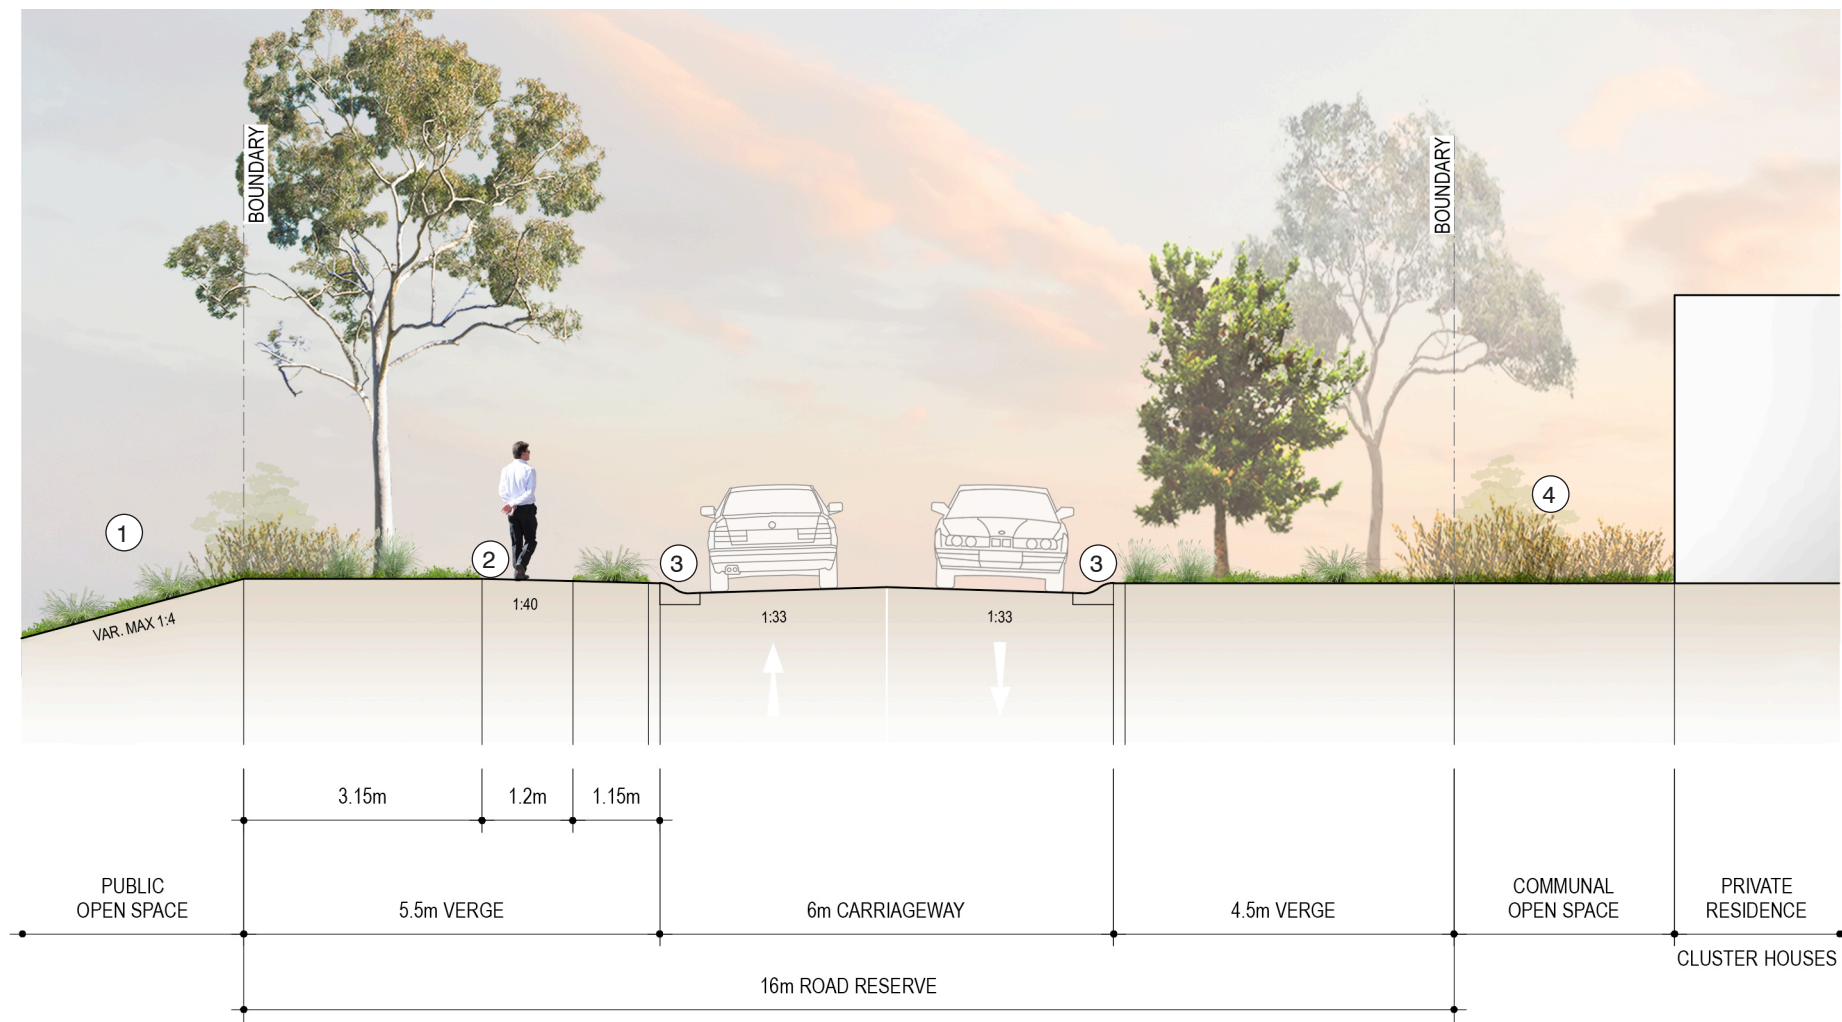 BOUNDARY
BOUNDARY
1
2
3
3
4
VAR. MAX 1:4
1:40
1:33
1:33
3.15m
1.2m
1.15m
PUBLIC
OPEN SPACE
5.5m VERGE
6m CARRIAGEWAY
4.5m VERGE
COMMUNAL
OPEN SPACE
PRIVATE
RESIDENCE
CLUSTER HOUSES
16m ROAD RESERVE